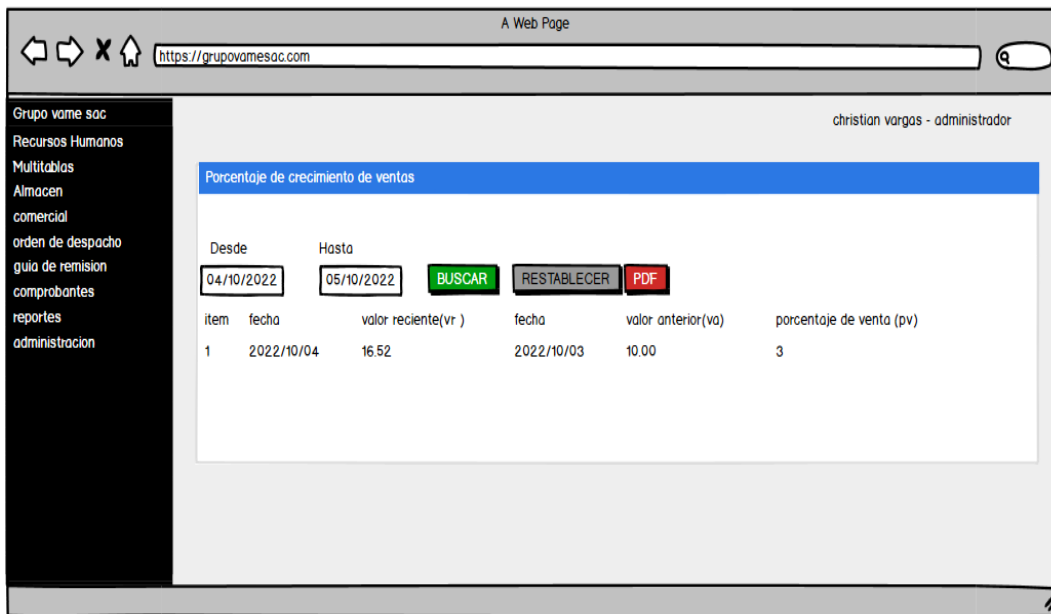 A Web Page
https://grupovamesac.com
Grupo vame sac
Recursos Humanos
Multitablas
Almacen
comercial
orden de despacho
guia de remision
comprobantes
reportes
administracion
christian vargas - administrador
Porcentaje de crecimiento de ventas
Desde Hasta
04/10/2022 05/10/2022 BUSCAR RESTABLECER PDF
item fecha valor reciente(vr ) fecha valor anterior(va) porcentaje de venta (pv)
1 2022/10/04 16.52 2022/10/03 10.00 3